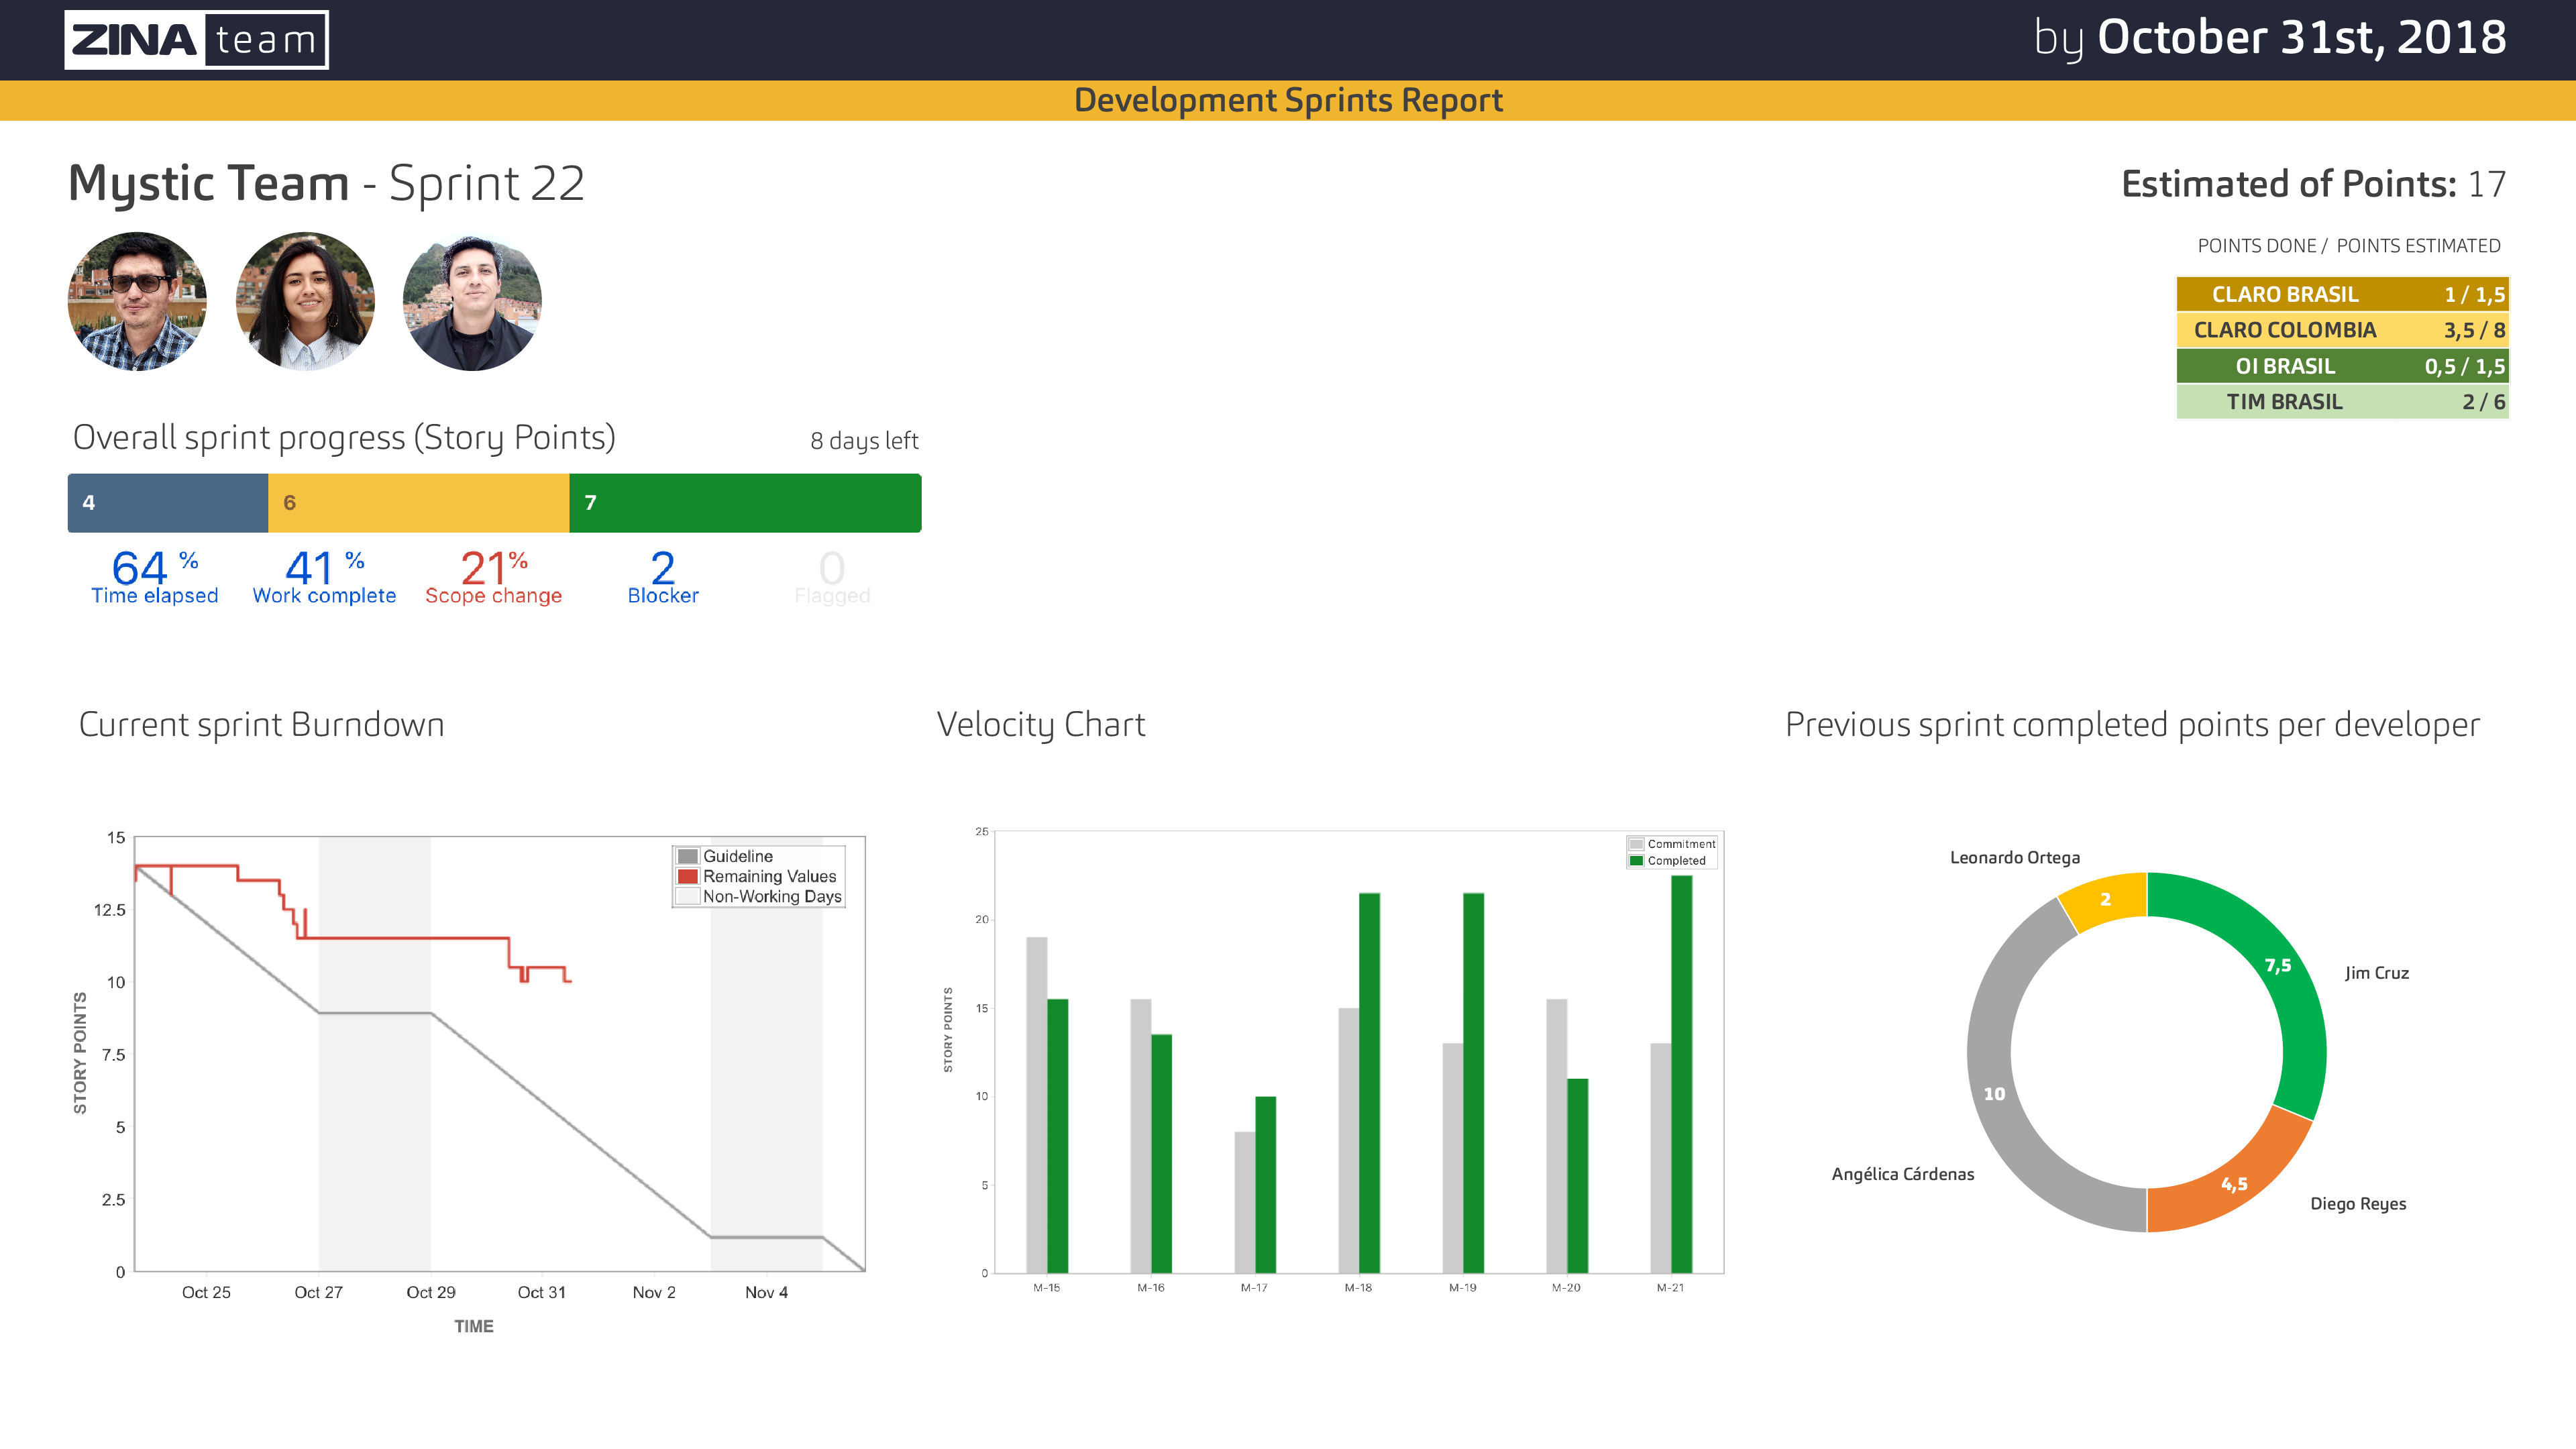 ZINA team
by October 31st, 2018
Development Sprints Report
Mystic Team - Sprint 22
Estimated of Points: 17
POINTS DONE / POINTS ESTIMATED
CLARO BRASIL 1 / 1,5
CLARO COLOMBIA 3,5 / 8
OI BRASIL 0,5 / 1,5
TIM BRASIL 2 / 6
Overall sprint progress (Story Points) 8 days left
4 6 7
64 % 41 % 21% 2 0
Time elapsed Work complete Scope change Blocker Flagged
Current sprint Burndown
15
12.5
10
7.5
5
2.5
0
STORY POINTS
Guideline
Remaining Values
Non-Working Days
Oct 25 Oct 27 Oct 29 Oct 31 Nov 2 Nov 4
TIME
Velocity Chart
25
20
15
10
5
0
STORY POINTS
Commitment
Completed
M-15 M-16 M-17 M-18 M-19 M-20 M-21
Previous sprint completed points per developer
Leonardo Ortega
2
7,5
Jim Cruz
10
Angélica Cárdenas
4,5
Diego Reyes